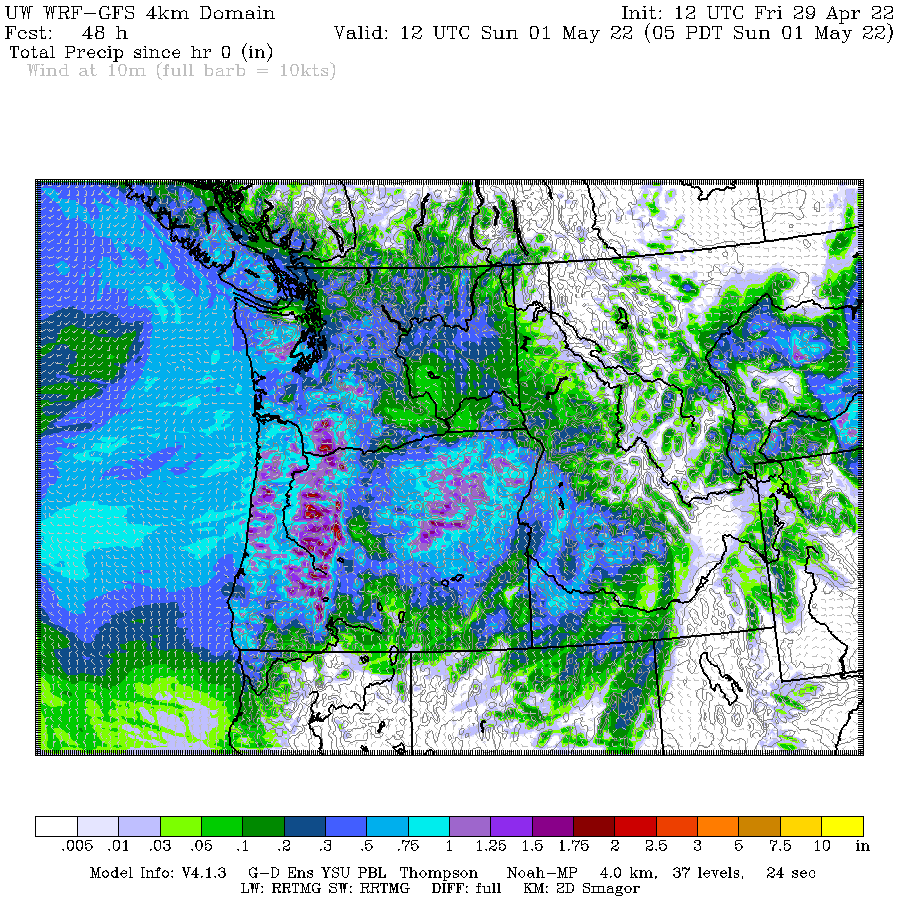 UW WRF-GFS 4km Domain Init: 12 UTC Fri 29 Apr 22
Fcst: 48 h Valid: 12 UTC Sun 01 May 22 (05 PDT Sun 01 May 22)
Total Precip since hr 0 (in)
Wind at 10m (full barb = 10kts)
.005 .01 .03 .05 .1 .2 .3 .5 .75 1 1.25 1.5 1.75 2 2.5 3 5 7.5 10 in
Model Info: V4.1.3 G-D Ens YSU PBL Thompson Noah-MP 4.0 km, 37 levels, 24 sec
LW: RRTMG SW: RRTMG DIFF: full KM: 2D Smagor